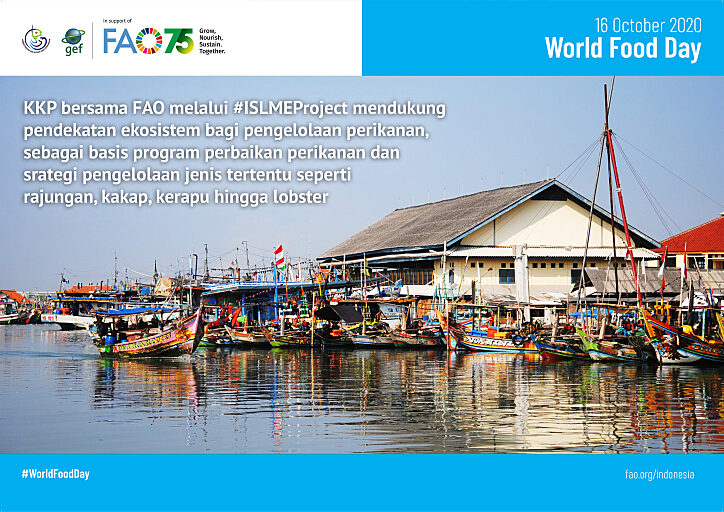 In support of
gef
FAO 75
Grow,
Nourish,
Sustain.
Together.
16 October 2020
World Food Day
KKP bersama FAO melalui #ISLMEProject mendukung
pendekatan ekosistem bagi pengelolaan perikanan,
sebagai basis program perbaikan perikanan dan
srategi pengelolaan jenis tertentu seperti
rajungan, kakap, kerapu hingga lobster
#WorldFoodDay
fao.org/indonesia